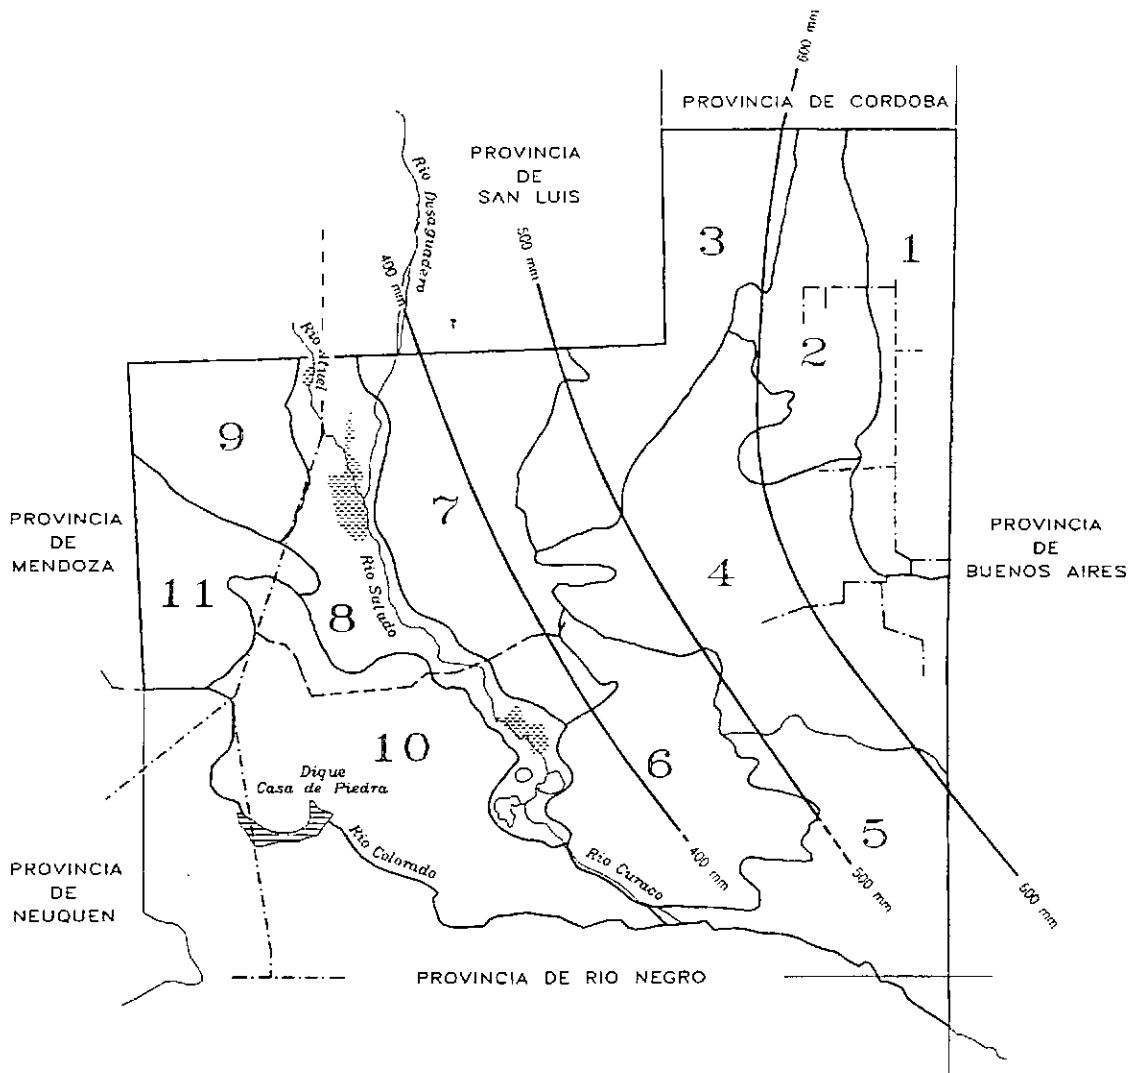 600 mm
PROVINCIA DE CORDOBA
PROVINCIA
DE
SAN LUIS
Rio Desaguadero
3
1
500 mm
400 mm
Rio Atuel
2
9
7
PROVINCIA
DE
MENDOZA
PROVINCIA
DE
BUENOS AIRES
4
11
8
Rio Salado
10
6
Dique
Casa de Piedra
5
Rio Colorado
Rio Curaco
400 mm
500 mm
600 mm
PROVINCIA
DE
NEUQUEN
PROVINCIA DE RIO NEGRO